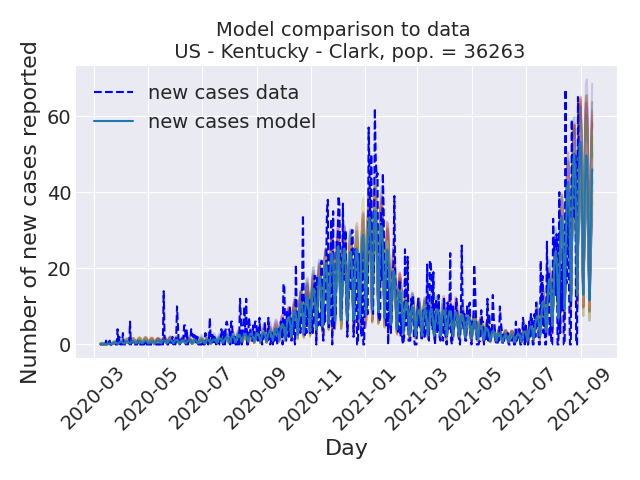 Model comparison to data
US - Kentucky - Clark, pop. = 36263
Number of new cases reported
new cases data
new cases model
60
40
20
0
2020-03
2020-05
2020-07
2020-09
2020-11
2021-01
2021-03
2021-05
2021-07
2021-09
Day